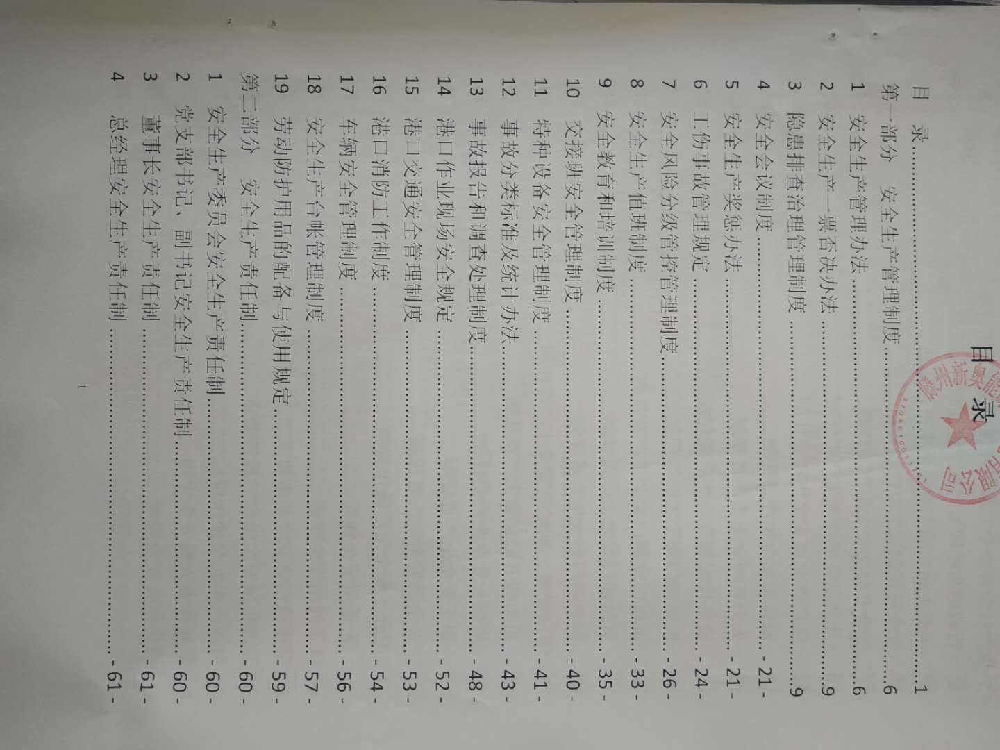 目 录
滕州新奥能
有限公司
目 录......1
第一部分 安全生产管理制度......6
1 安全生产管理办法......6
2 安全生产一票否决办法......9
3 隐患排查治理管理制度......9
4 安全会议制度......- 21 -
5 安全生产奖惩办法......- 21 -
6 工伤事故管理规定......- 24 -
7 安全风险分级管控管理制度......- 26 -
8 安全生产值班制度......- 33 -
9 安全教育和培训制度......- 35 -
10 交接班安全管理制度......- 40 -
11 特种设备安全管理制度......- 41 -
12 事故分类标准及统计办法......- 43 -
13 事故报告和调查处理制度......- 48 -
14 港口作业现场安全规定......- 52 -
15 港口交通安全管理制度......- 53 -
16 港口消防工作制度......- 54 -
17 车辆安全管理制度......- 56 -
18 安全生产台帐管理制度......- 57 -
19 劳动防护用品的配备与使用规定......- 59 -
第二部分 安全生产责任制......- 60 -
1 安全生产委员会安全生产责任制......- 60 -
2 党支部书记、副书记安全生产责任制......- 60 -
3 董事长安全生产责任制......- 61 -
4 总经理安全生产责任制......- 61 -
1